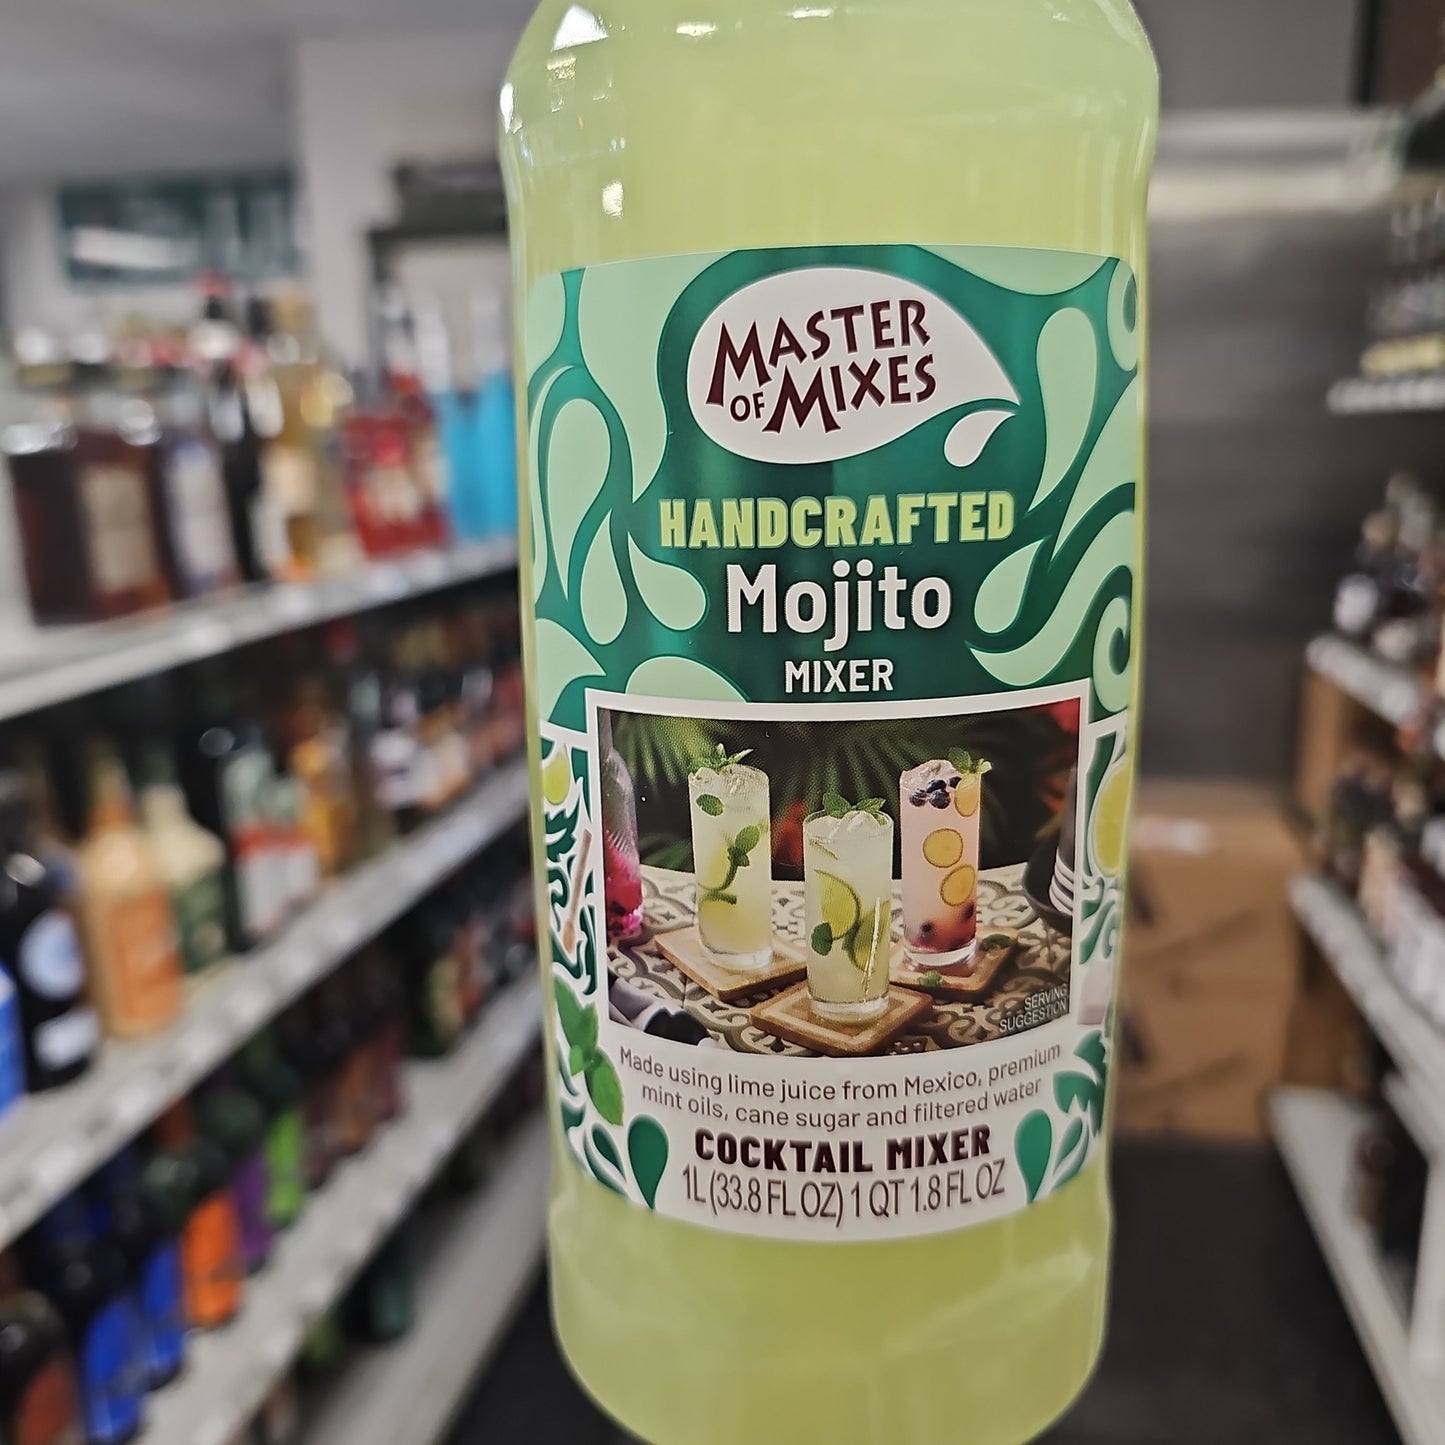 MASTER
OF MIXES
HANDCRAFTED
Mojito
MIXER
SERVING
SUGGESTION
Made using lime juice from Mexico, premium
mint oils, cane sugar and filtered water
COCKTAIL MIXER
1L (33.8 FL OZ) 1 QT 1.8 FL OZ